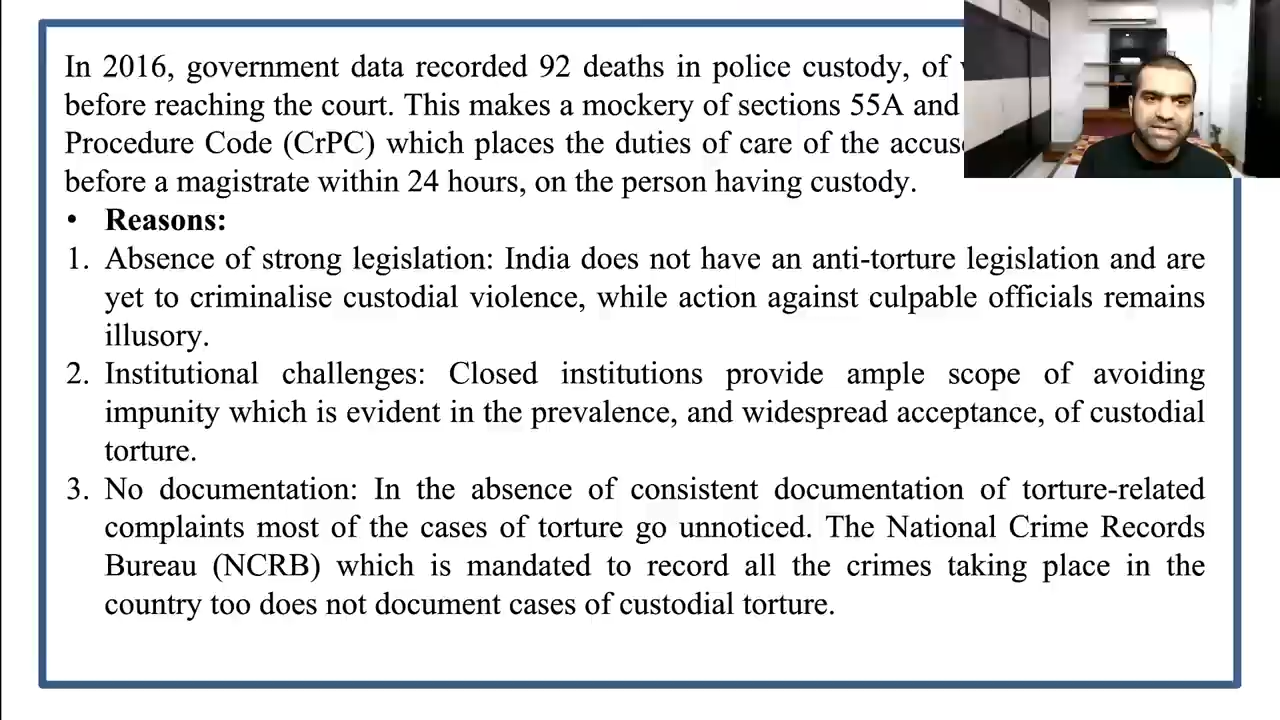 In 2016, government data recorded 92 deaths in police custody, of
before reaching the court. This makes a mockery of sections 55A and
Procedure Code (CrPC) which places the duties of care of the
before a magistrate within 24 hours, on the person having custody.
• Reasons:
1. Absence of strong legislation: India does not have an anti-torture legislation and are
yet to criminalise custodial violence, while action against culpable officials remains
illusory.
2. Institutional challenges: Closed institutions provide ample scope of avoiding
impunity which is evident in the prevalence, and widespread acceptance, of custodial
torture.
3. No documentation: In the absence of consistent documentation of torture-related
complaints most of the cases of torture go unnoticed. The National Crime Records
Bureau (NCRB) which is mandated to record all the crimes taking place in the
country too does not document cases of custodial torture.